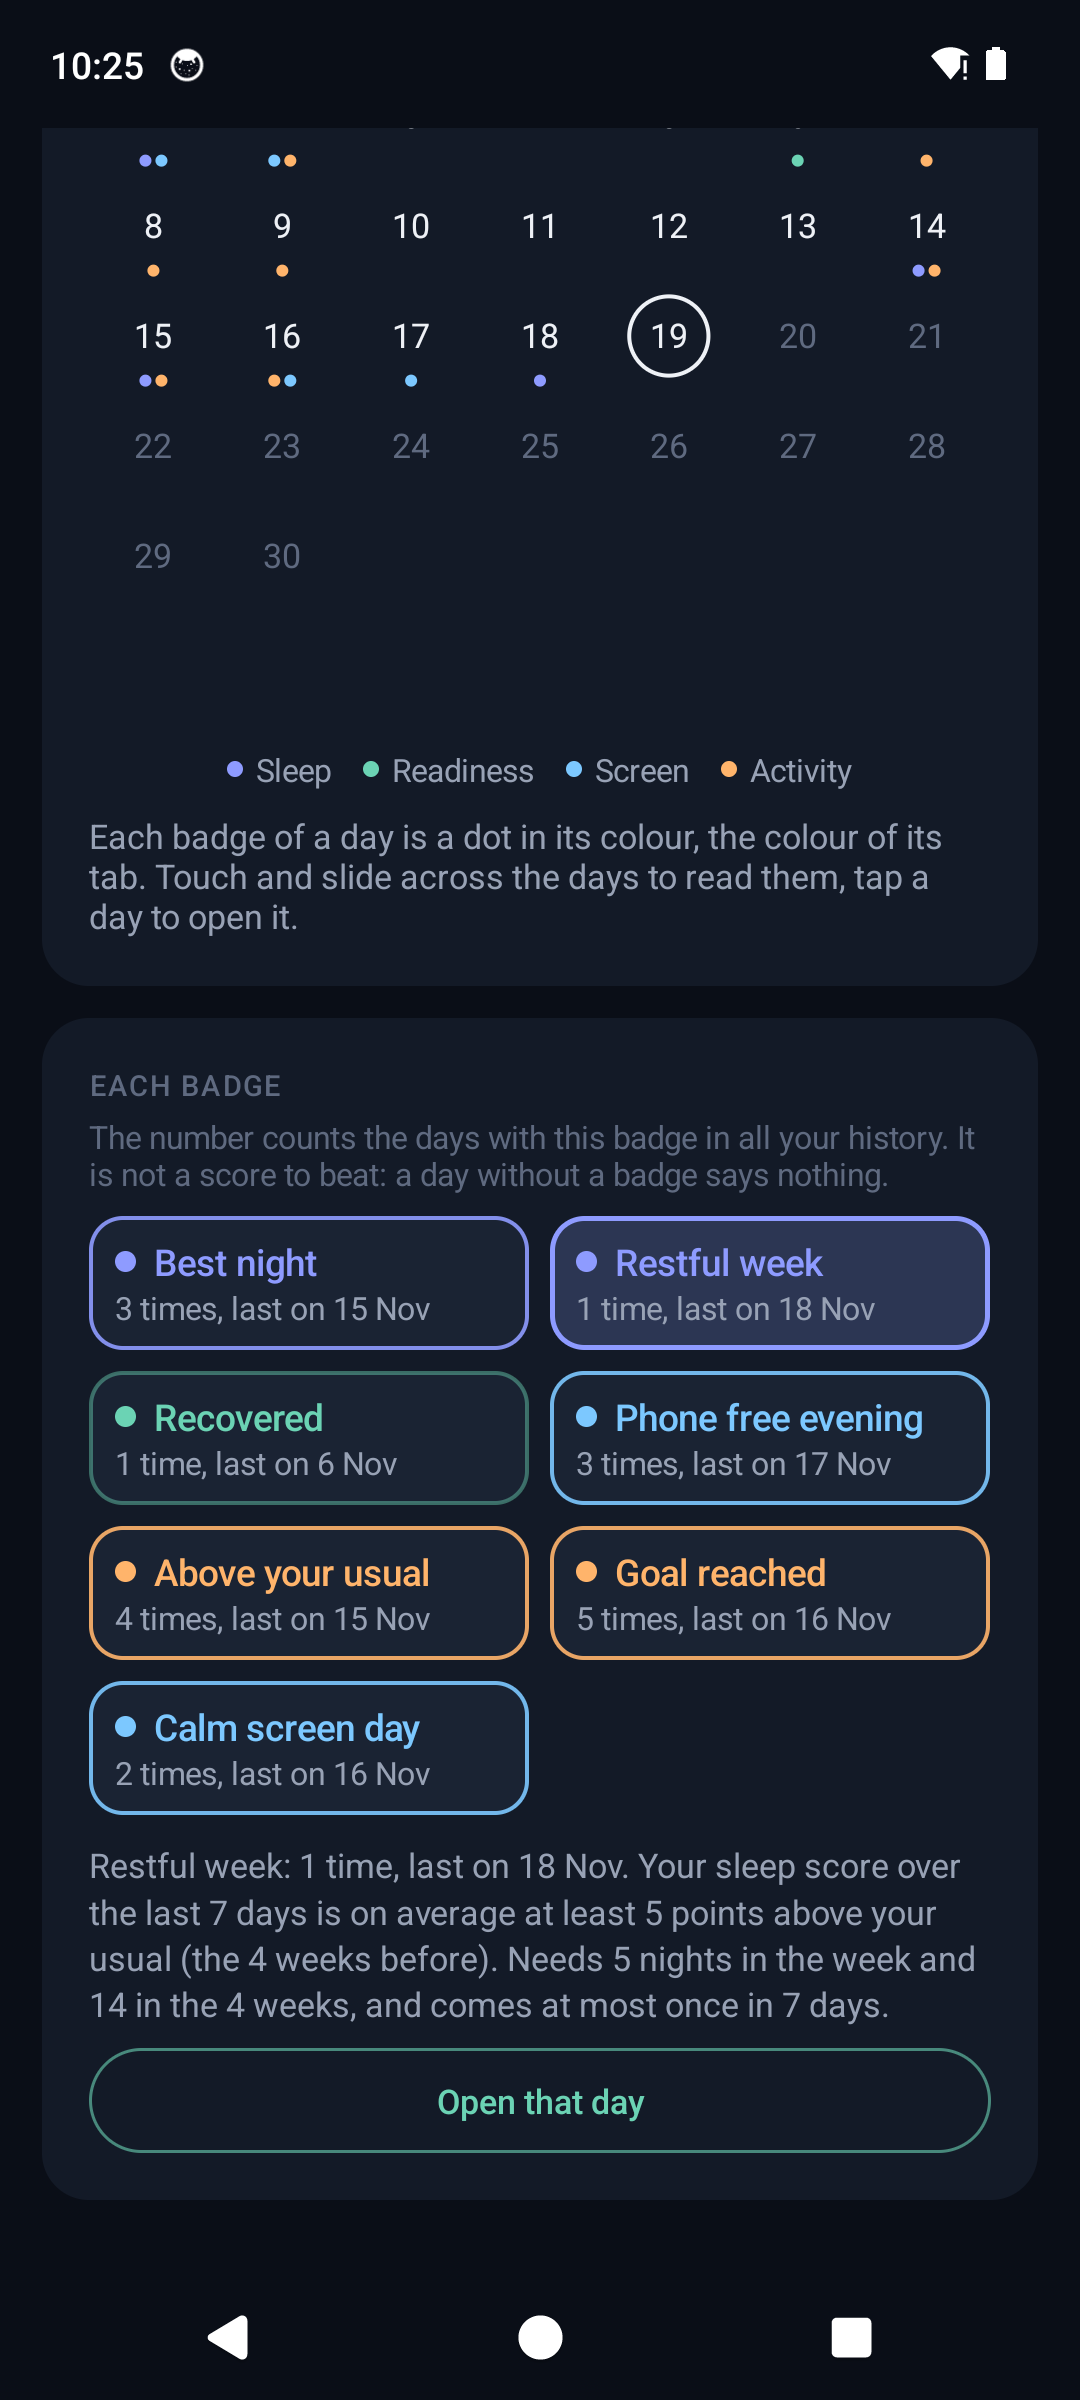 10:25
8 9 10 11 12 13 14
15 16 17 18 19 20 21
22 23 24 25 26 27 28
29 30
Sleep Readiness Screen Activity
Each badge of a day is a dot in its colour, the colour of its
tab. Touch and slide across the days to read them, tap a
day to open it.
EACH BADGE
The number counts the days with this badge in all your history. It
is not a score to beat: a day without a badge says nothing.
Best night
3 times, last on 15 Nov
Restful week
1 time, last on 18 Nov
Recovered
1 time, last on 6 Nov
Phone free evening
3 times, last on 17 Nov
Above your usual
4 times, last on 15 Nov
Goal reached
5 times, last on 16 Nov
Calm screen day
2 times, last on 16 Nov
Restful week: 1 time, last on 18 Nov. Your sleep score over
the last 7 days is on average at least 5 points above your
usual (the 4 weeks before). Needs 5 nights in the week and
14 in the 4 weeks, and comes at most once in 7 days.
Open that day